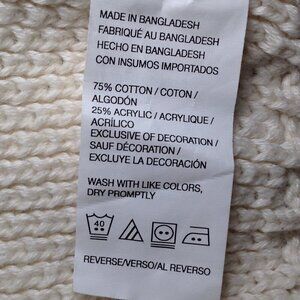 MADE IN BANGLADESH
FABRIQUÉ AU BANGLADESH
HECHO EN BANGLADESH
CON INSUMOS IMPORTADOS
75% COTTON / COTON /
ALGODÓN
25% ACRYLIC / ACRYLIQUE /
ACRÍLICO
EXCLUSIVE OF DECORATION /
SAUF DÉCORATION /
EXCLUYE LA DECORACIÓN
WASH WITH LIKE COLORS,
DRY PROMPTLY
40
REVERSE/VERSO/AL REVERSO